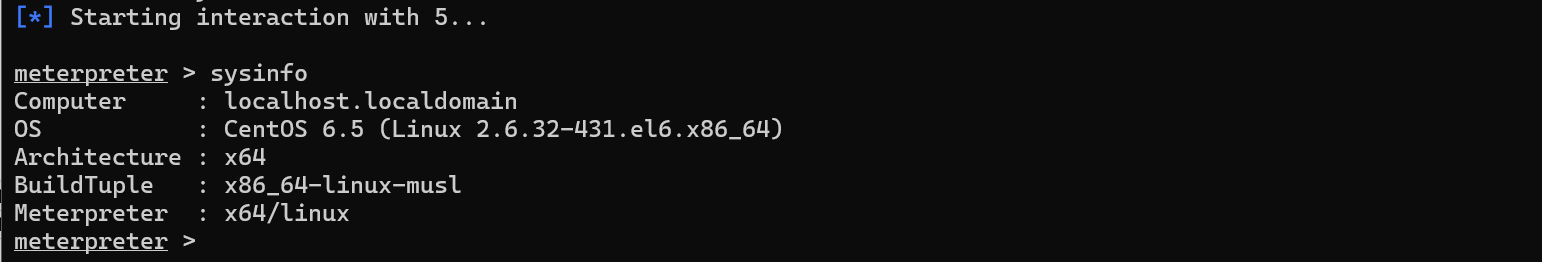 [*] Starting interaction with 5...
meterpreter > sysinfo
Computer     : localhost.localdomain
OS           : CentOS 6.5 (Linux 2.6.32-431.el6.x86_64)
Architecture : x64
BuildTuple   : x86_64-linux-musl
Meterpreter  : x64/linux
meterpreter >